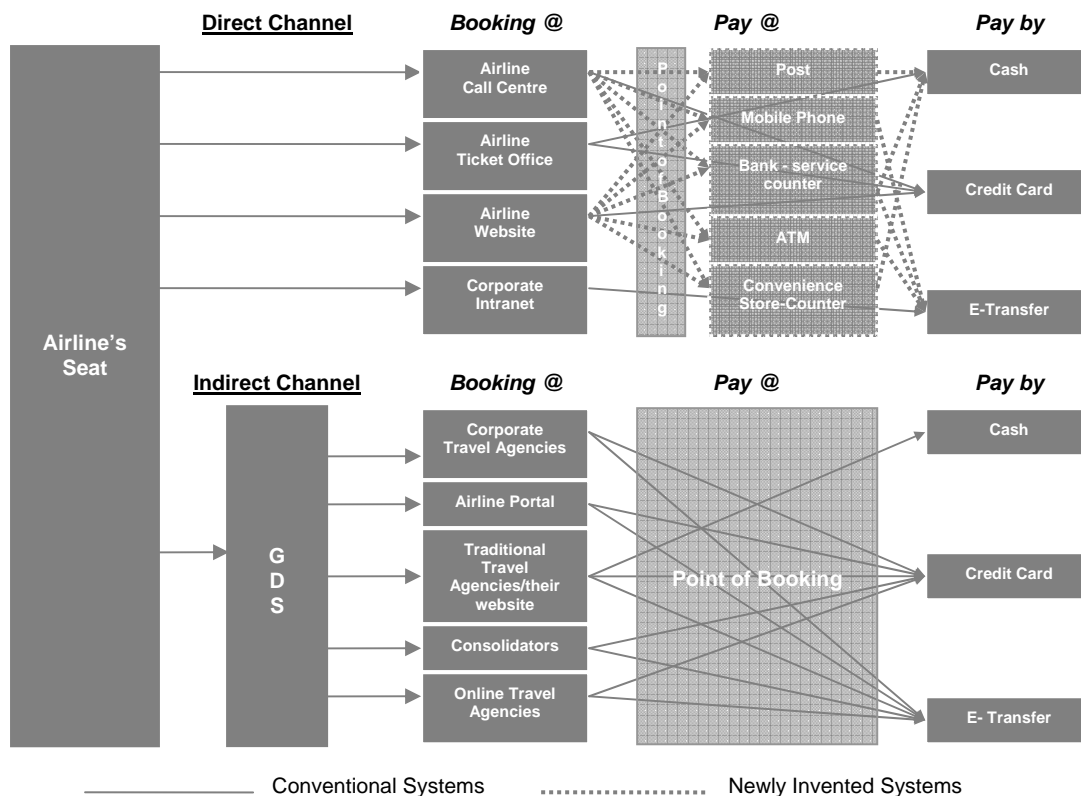 Direct Channel
Booking @
Pay @
Pay by
Airline's
Seat
Airline
Call Centre
Airline
Ticket Office
Airline
Website
Corporate
Intranet
Point of Booking
Post
Mobile Phone
Bank - service
counter
ATM
Convenience
Store-Counter
Cash
Credit Card
E-Transfer
Indirect Channel
Booking @
Pay @
Pay by
G
D
S
Corporate
Travel Agencies
Airline Portal
Traditional
Travel
Agencies/their
website
Consolidators
Online Travel
Agencies
Point of Booking
Cash
Credit Card
E- Transfer
Conventional Systems
Newly Invented Systems